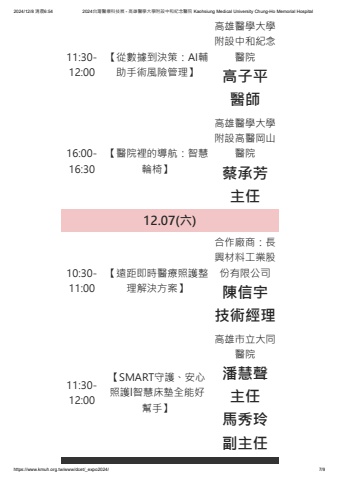 2024/12/8 清晨6:54
2024台灣醫療科技展 - 高雄醫學大學附設中和紀念醫院 Kaohsiung Medical University Chung-Ho Memorial Hospital
11:30-
12:00
【從數據到決策：AI輔
助手術風險管理】
高雄醫學大學
附設中和紀念
醫院
高子平
醫師
16:00-
16:30
【醫院裡的導航：智慧
輪椅】
高雄醫學大學
附設高醫岡山
醫院
蔡承芳
主任
12.07(六)
10:30-
11:00
【遠距即時醫療照護整
理解決方案】
合作廠商：長
興材料工業股
份有限公司
陳信宇
技術經理
11:30-
12:00
【SMART守護、安心
照護I智慧床墊全能好
幫手】
高雄市立大同
醫院
潘慧聲
主任
馬秀玲
副主任
7/9